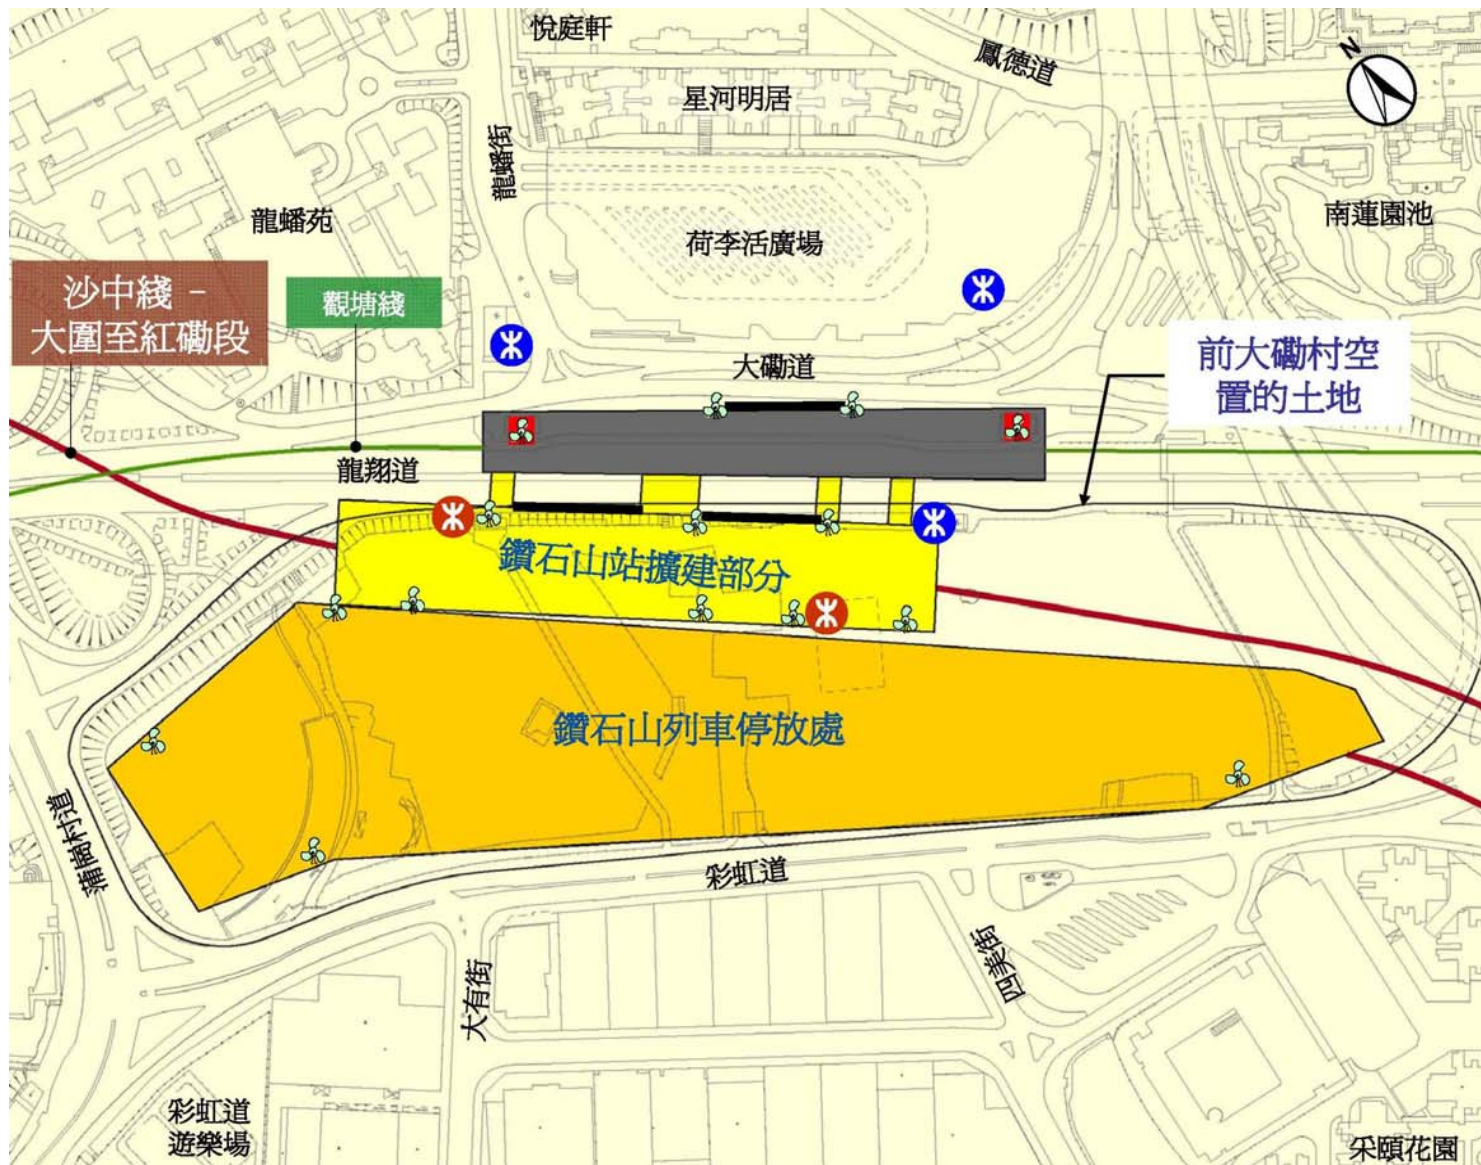 悅庭軒
鳳德道
N
星河明居
龍蟠街
龍蟠苑
荷李活廣場
南蓮園池
沙中綫 -
大圍至紅磡段
觀塘綫
大磡道
前大磡村空
置的土地
龍翔道
鑽石山站擴建部分
鑽石山列車停放處
蒲崗村道
彩虹道
大有街
四美街
彩虹道
遊樂場
采頤花園